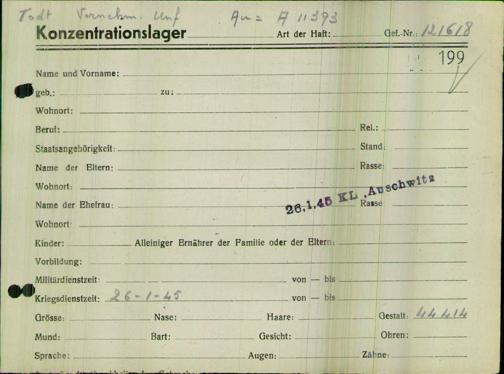 Todt Vernehm. Unf Au = A 11393
Konzentrationslager Art der Haft: Gef.-Nr.: 121618
199
Name und Vorname:
geb.: zu:
Wohnort:
Beruf: Rel.:
Staatsangehörigkeit: Stand:
Name der Eltern: Rasse:
Wohnort:
26.1.45 KL. Auschwitz
Name der Ehefrau: Rasse
Wohnort:
Kinder: Alleiniger Ernährer der Familie oder der Eltern:
Vorbildung:
Militärdienstzeit: von — bis
Kriegsdienstzeit: 26-1-45 von — bis
Grösse: Nase: Haare: Gestalt: 44414
Mund: Bart: Gesicht: Ohren:
Sprache: Augen: Zähne: